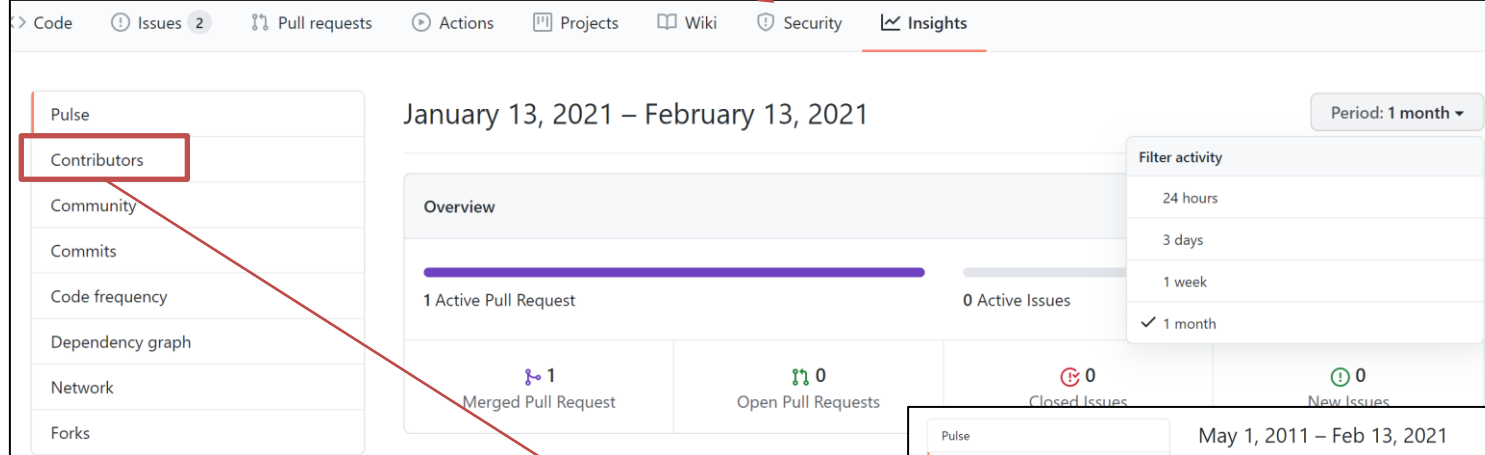 <> Code Issues 2 Pull requests Actions Projects Wiki Security Insights
Pulse
Contributors
Community
Commits
Code frequency
Dependency graph
Network
Forks
January 13, 2021 – February 13, 2021
Period: 1 month
Filter activity
24 hours
3 days
1 week
1 month
Overview
1 Active Pull Request
0 Active Issues
1
Merged Pull Request
0
Open Pull Requests
0
Closed Issues
0
New Issues
Pulse
May 1, 2011 – Feb 13, 2021